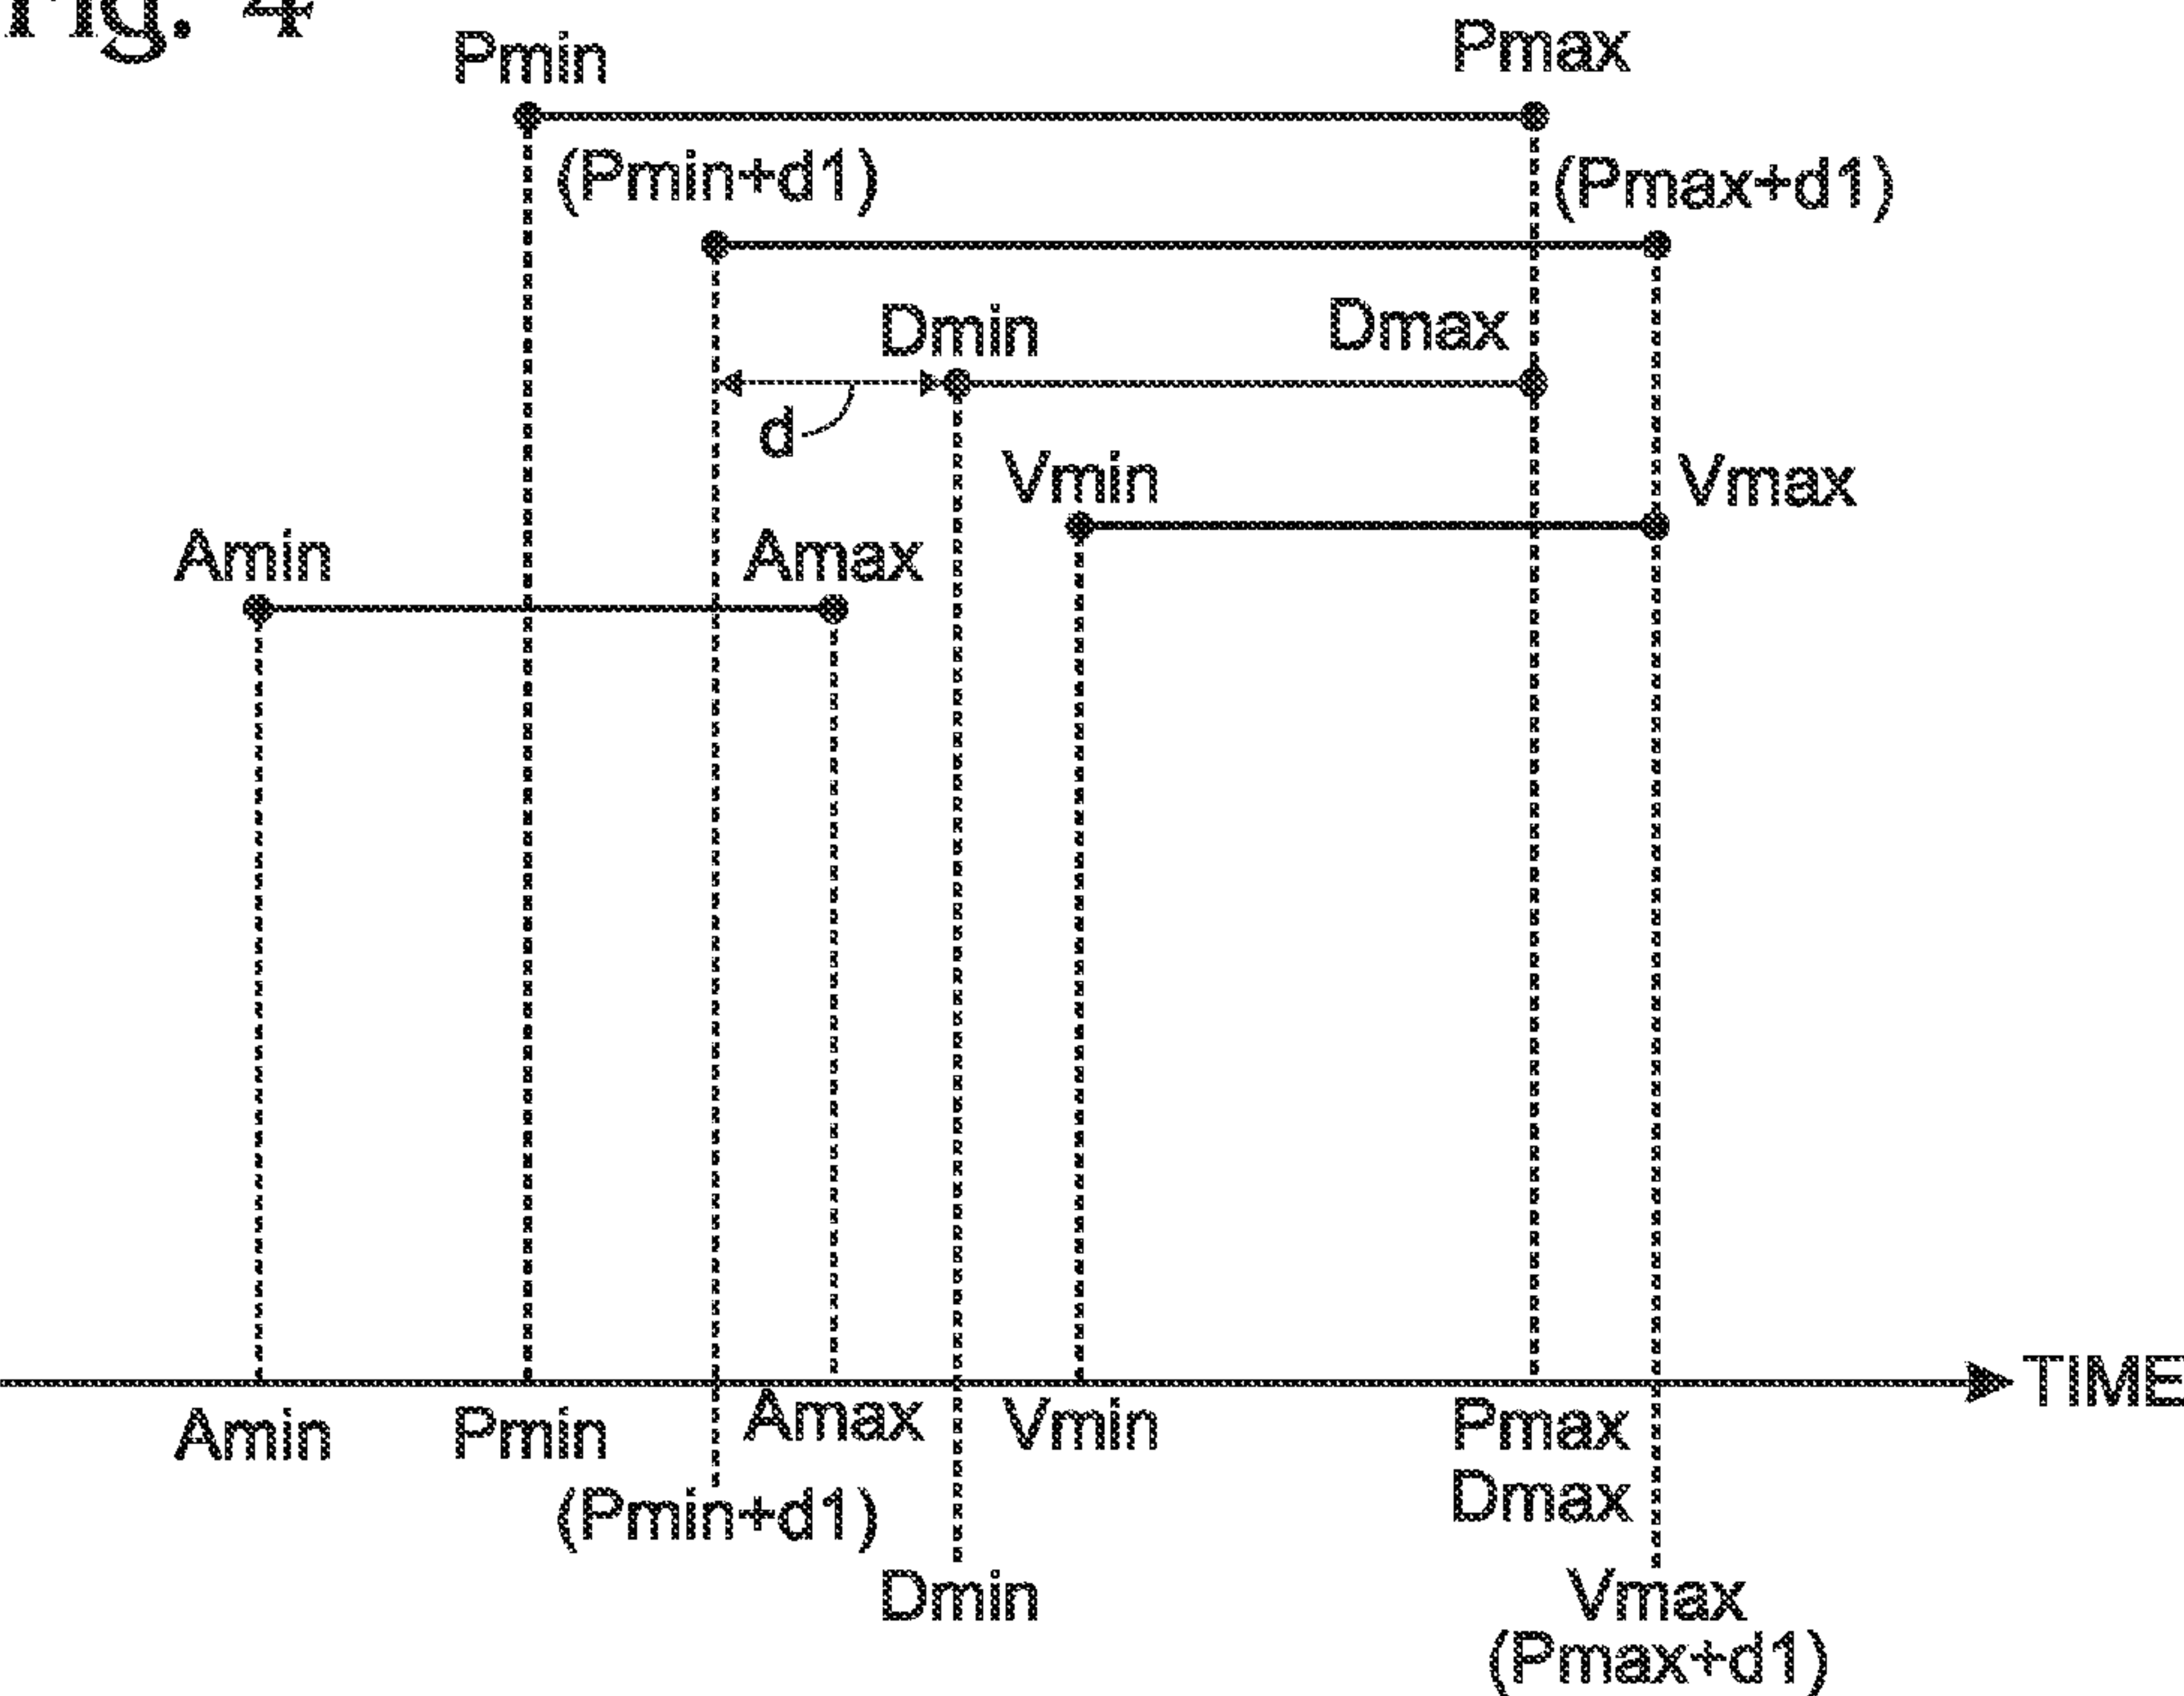 Fig. 4
Pmin
Pmax
(Pmin+d1)
(Pmax+d1)
Dmin
Dmax
d
Vmin
Vmax
Amin
Amax
TIME
Amin
Pmin
Amax
Vmin
Pmax
Dmax
(Pmin+d1)
Dmin
Vmax
(Pmax+d1)